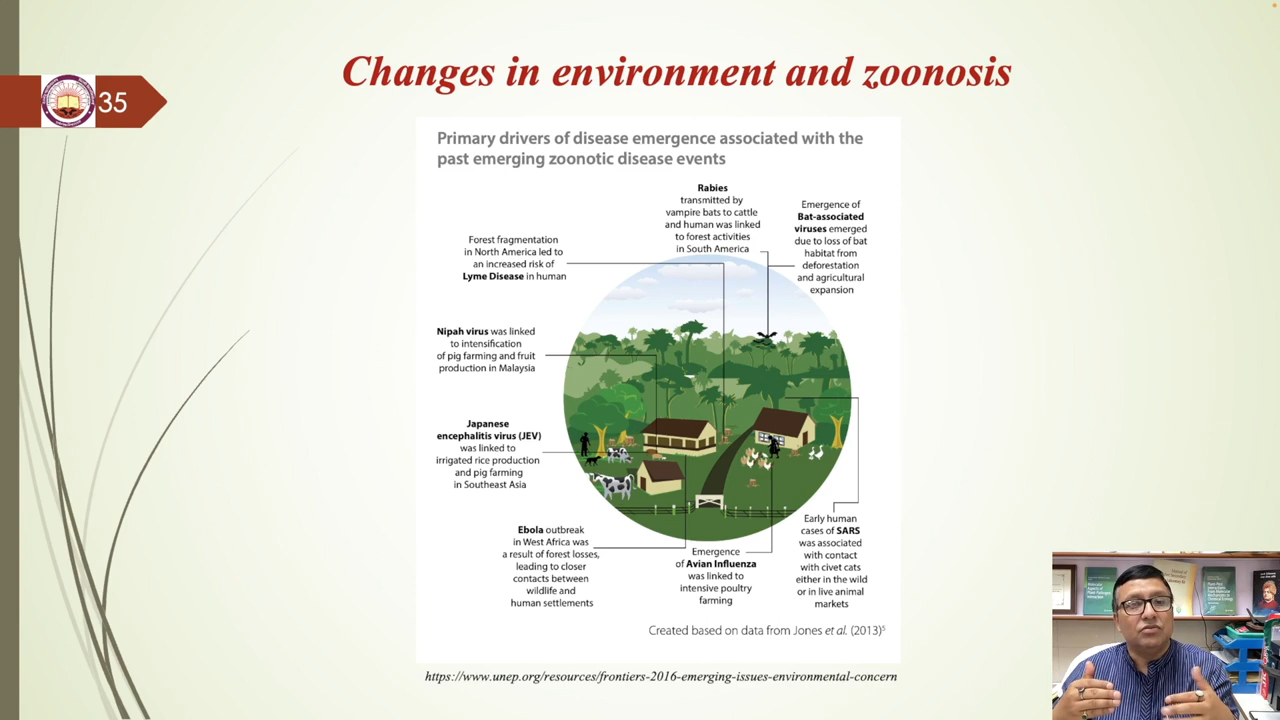 Changes in environment and zoonosis
35
Primary drivers of disease emergence associated with the
past emerging zoonotic disease events
Rabies
transmitted by
vampire bats to cattle
and human was linked
to forest activities
in South America
Emergence of
Bat-associated
viruses emerged
due to loss of bat
habitat from
deforestation
and agricultural
expansion
Forest fragmentation
in North America led to
an increased risk of
Lyme Disease in human
Nipah virus was linked
to intensification
of pig farming and fruit
production in Malaysia
Japanese
encephalitis virus (JEV)
was linked to
irrigated rice production
and pig farming
in Southeast Asia
Ebola outbreak
in West Africa was
a result of forest losses,
leading to closer
contacts between
wildlife and
human settlements
Emergence
of Avian Influenza
was linked to
intensive poultry
farming
Early human
cases of SARS
was associated
with contact
with civet cats
either in the wild
or in live animal
markets
Created based on data from Jones et al. (2013)⁵
https://www.unep.org/resources/frontiers-2016-emerging-issues-environmental-concern